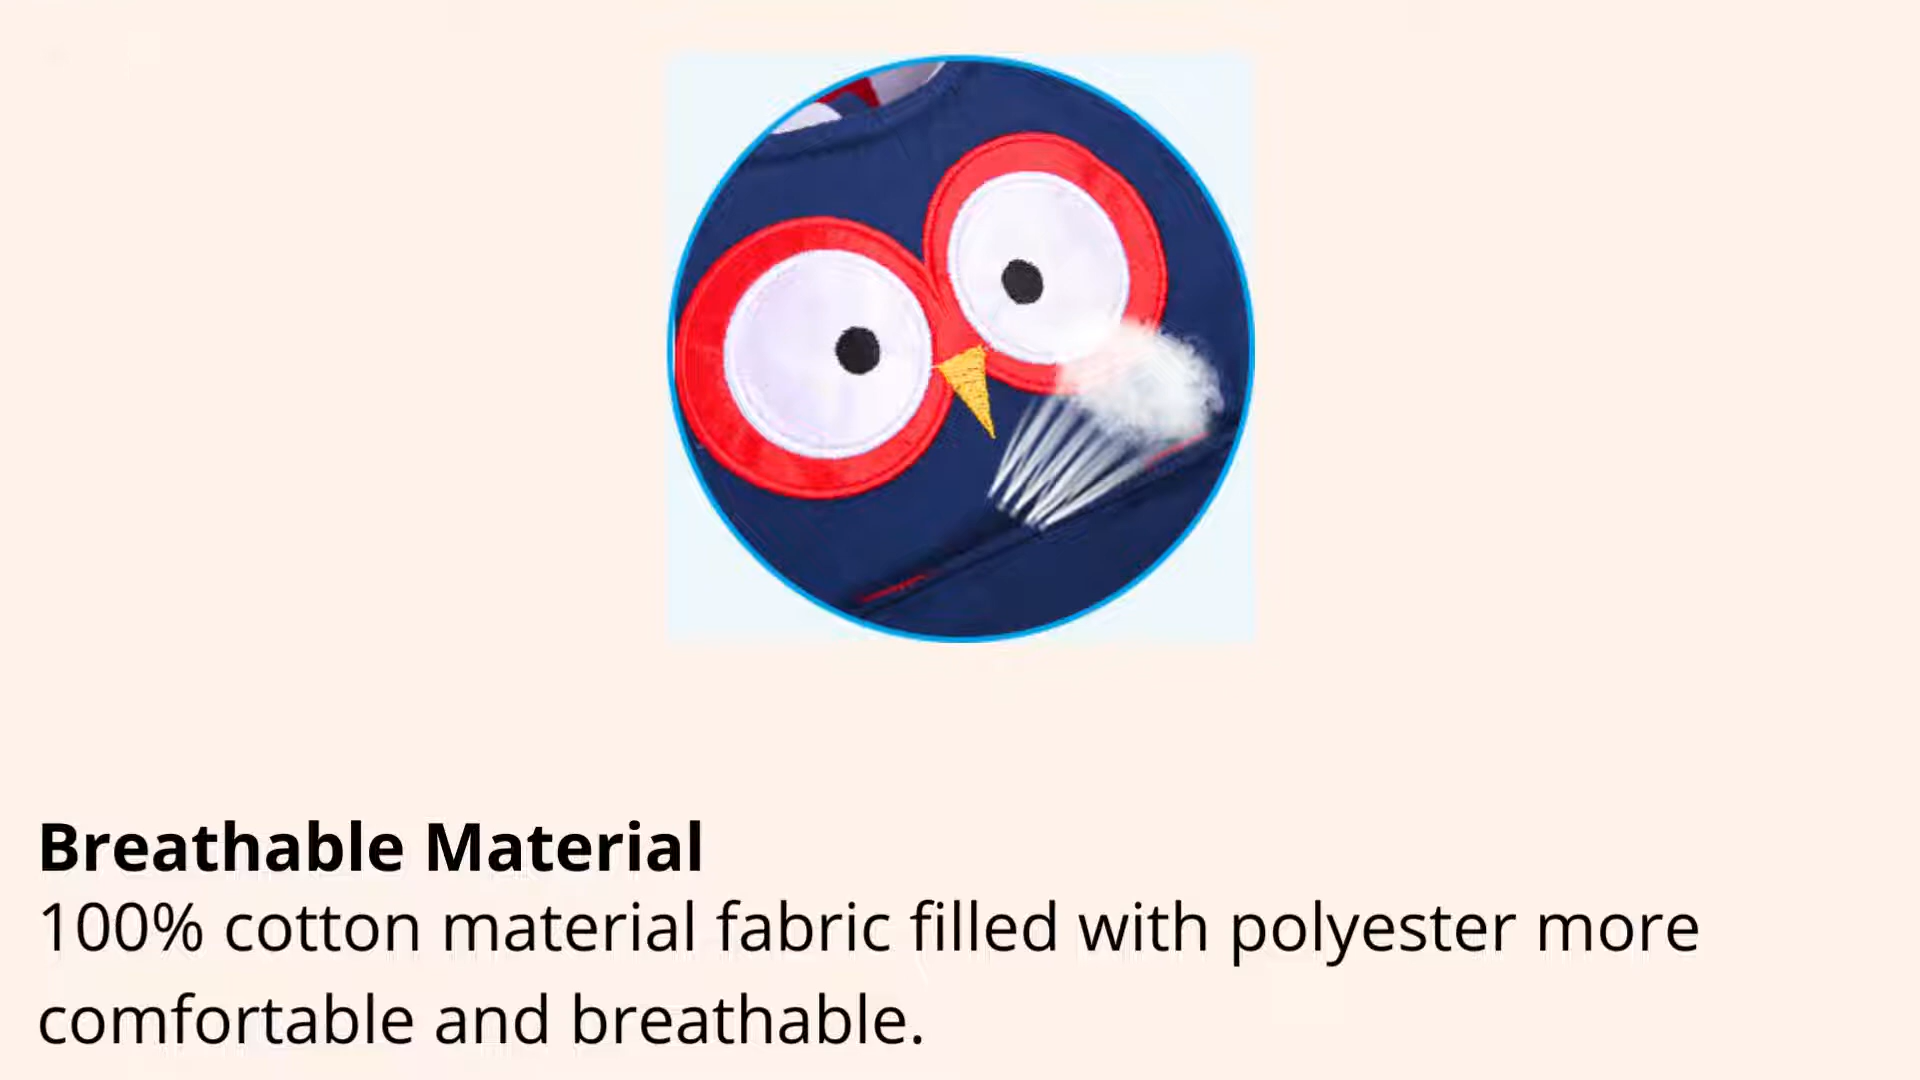 Breathable Material
100% cotton material fabric filled with polyester more
comfortable and breathable.